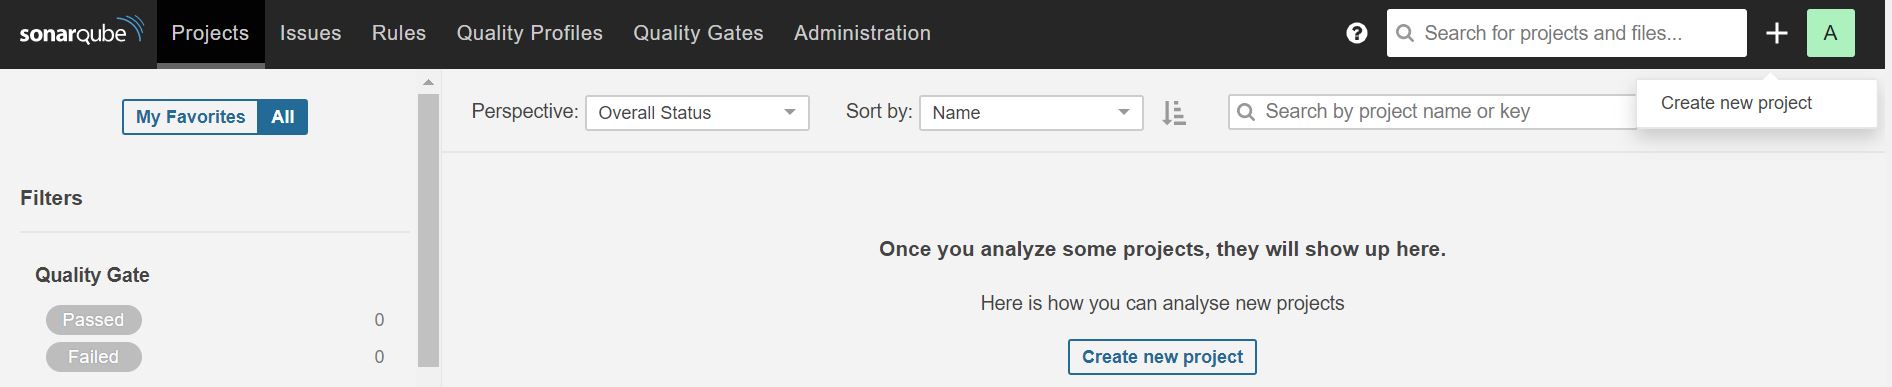 sonarqube Projects Issues Rules Quality Profiles Quality Gates Administration ? Search for projects and files... + A
Create new project
My Favorites All
Perspective: Overall Status Sort by: Name Search by project name or key
Filters
Quality Gate
Passed 0
Failed 0
Once you analyze some projects, they will show up here.
Here is how you can analyse new projects
Create new project